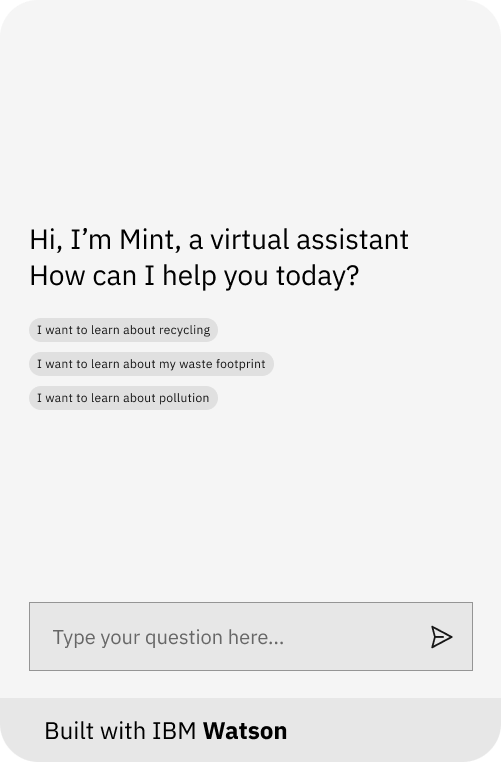 Hi, I’m Mint, a virtual assistant
How can I help you today?
I want to learn about recycling
I want to learn about my waste footprint
I want to learn about pollution
Type your question here...
Built with IBM Watson